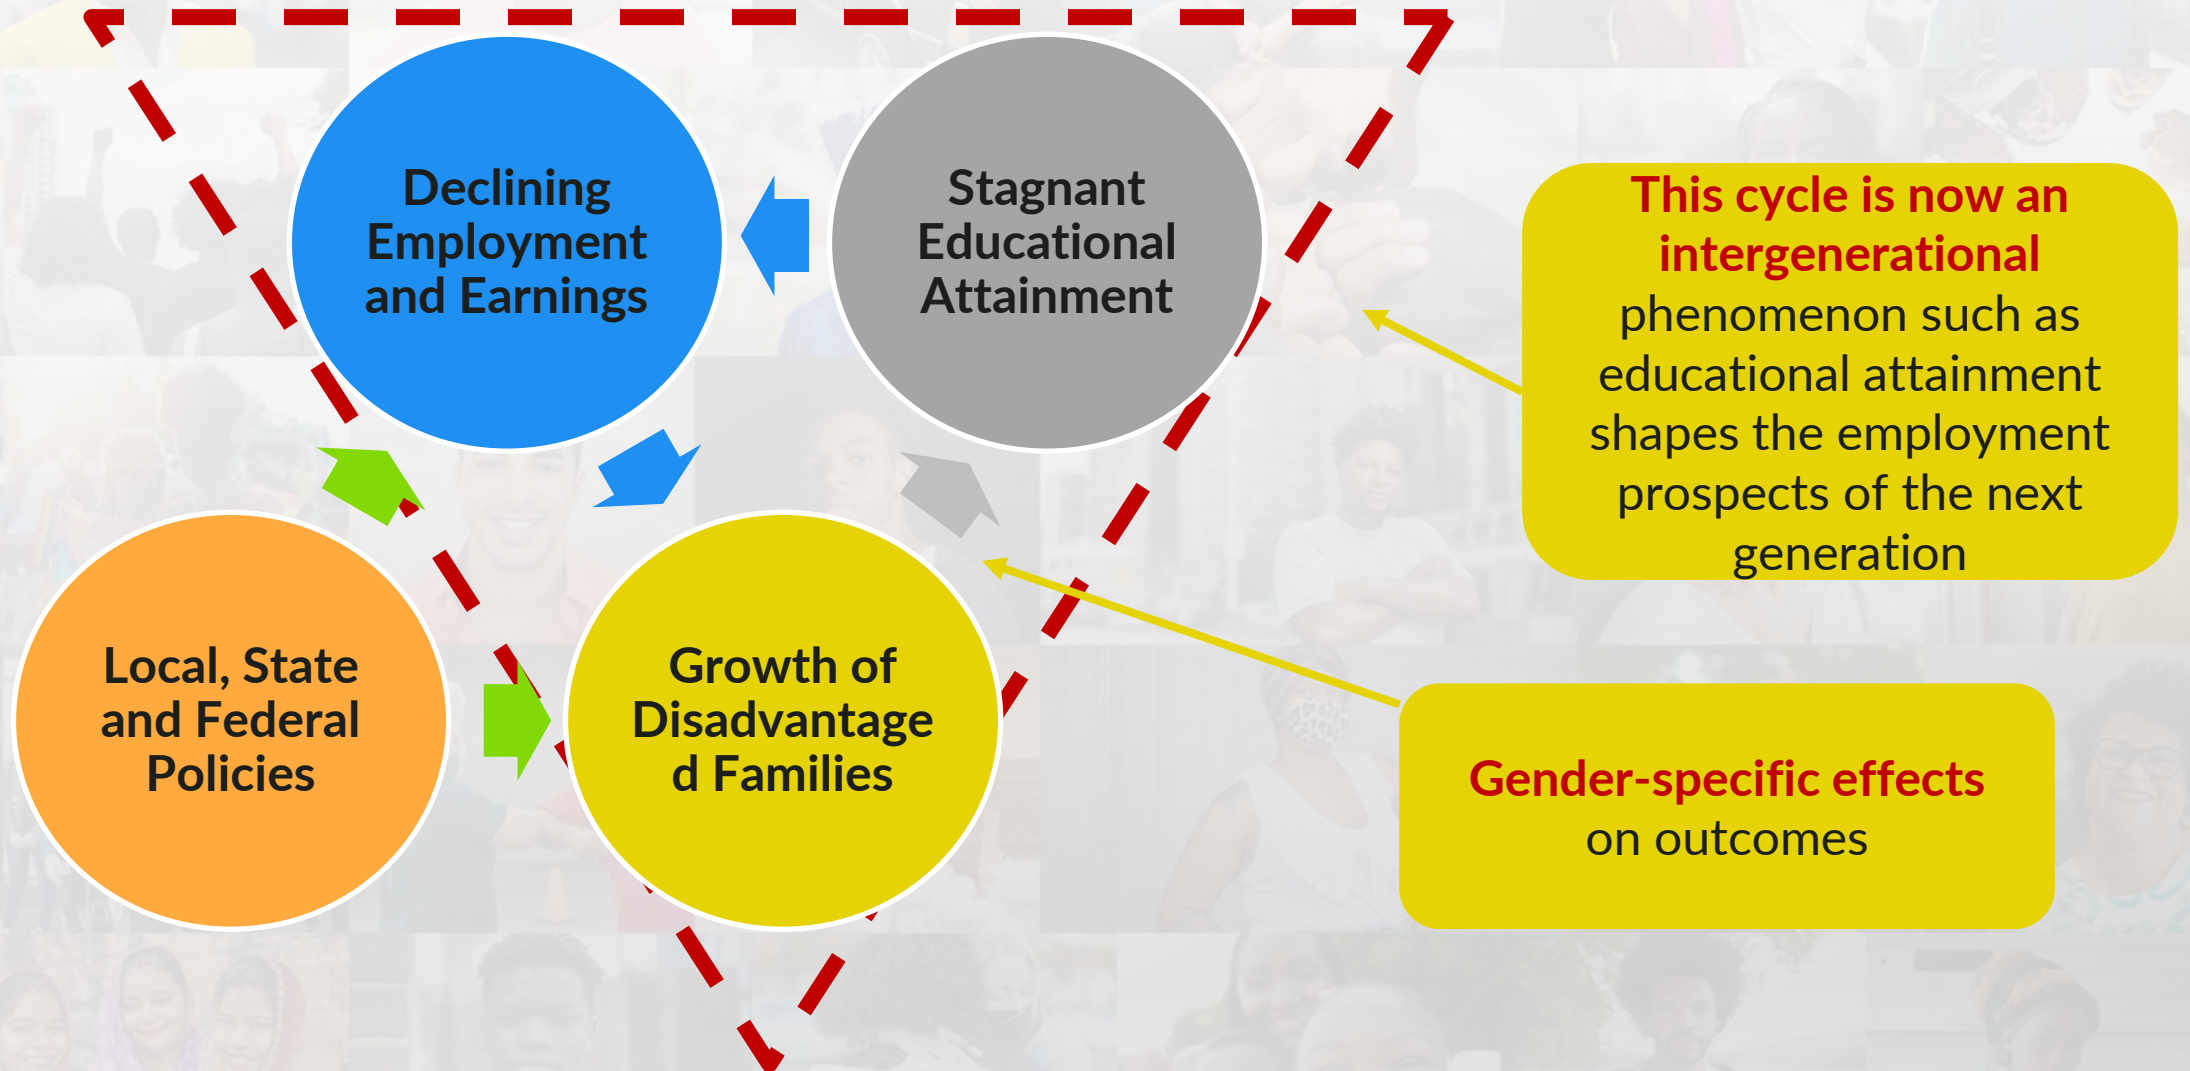 Declining
Employment
and Earnings
Stagnant
Educational
Attainment
This cycle is now an
intergenerational
phenomenon such as
educational attainment
shapes the employment
prospects of the next
generation
Local, State
and Federal
Policies
Growth of
Disadvantage
d Families
Gender-specific effects
on outcomes